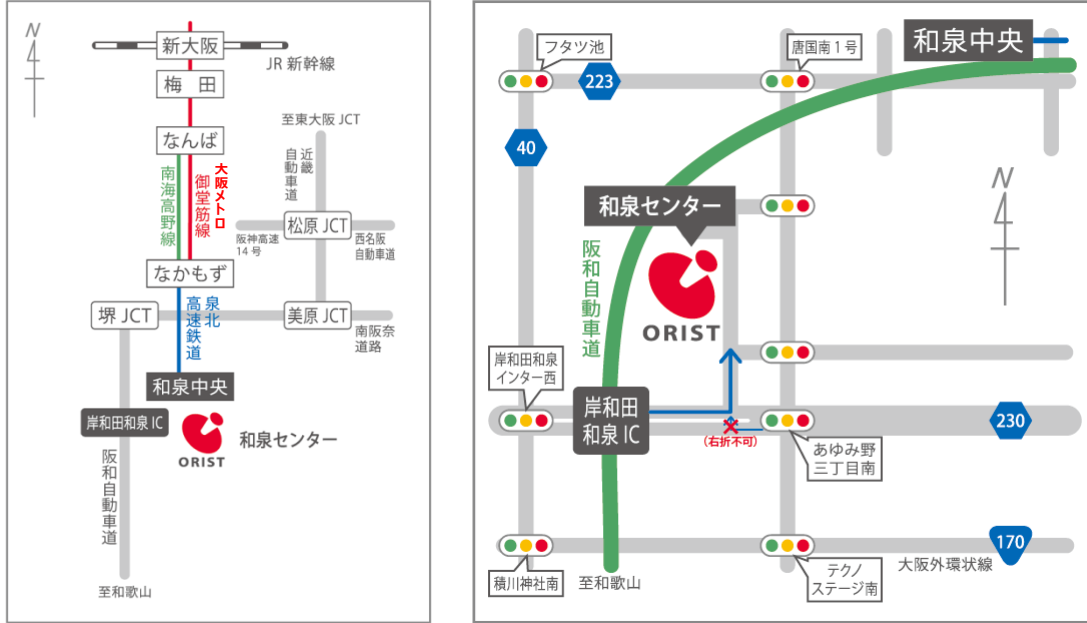 N
新大阪
JR 新幹線
梅 田
なんば
至東大阪 JCT
近畿
自動車道
南海高野線
大阪メトロ
御堂筋線
阪神高速
14 号
松原 JCT
西名阪
自動車道
なかもず
堺 JCT
泉北
高速鉄道
美原 JCT
南阪奈
道路
和泉中央
岸和田和泉 IC
ORIST
和泉センター
阪和自動車道
至和歌山
フタツ池
223
唐国南 1 号
和泉中央
40
N
和泉センター
阪和自動車道
ORIST
岸和田和泉
インター西
岸和田
和泉 IC
(右折不可)
230
あゆみ野
三丁目南
170
大阪外環状線
積川神社南
至和歌山
テクノ
ステージ南